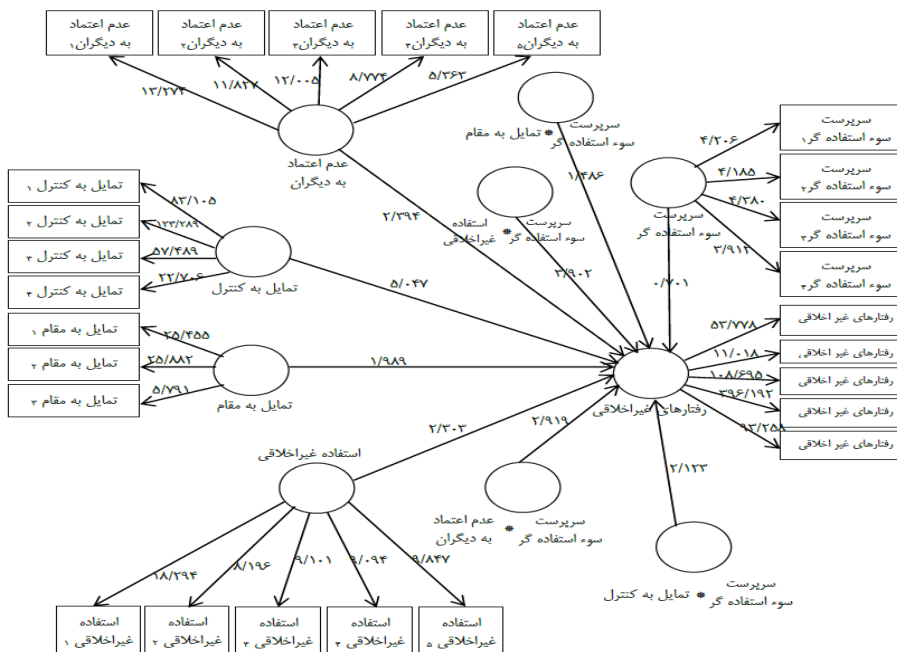 عدم اعتماد
به دیگران۱
عدم اعتماد
به دیگران۲
عدم اعتماد
به دیگران۳
عدم اعتماد
به دیگران۴
عدم اعتماد
به دیگران۵
۱۳/۲۷۴
۱۱/۸۲۷
۱۲/۰۰۵
۸/۷۷۴
۵/۳۶۳
عدم اعتماد
به دیگران
سرپرست
سوء استفاده گر * تمایل به مقام
۱/۴۸۶
سرپرست
سوء استفاده گر * استفاده
غیراخلاقی
۳/۹۰۲
سرپرست
سوء استفاده گر
۴/۲۰۶
۴/۱۸۵
۴/۳۸۰
۳/۹۱۲
سرپرست
سوء استفاده گر۱
سرپرست
سوء استفاده گر۲
سرپرست
سوء استفاده گر۳
سرپرست
سوء استفاده گر۴
۰/۷۰۱
۲/۳۹۴
تمایل به کنترل ۱
تمایل به کنترل ۲
تمایل به کنترل ۳
تمایل به کنترل ۴
۸۳/۱۰۵
۱۲۳/۲۸۹
۵۷/۴۸۹
۲۲/۷۰۶
تمایل به کنترل
۵/۰۴۷
تمایل به مقام ۱
تمایل به مقام ۲
تمایل به مقام ۳
۲۵/۴۵۵
۲۵/۸۸۲
۵/۷۹۱
تمایل به مقام
۱/۹۸۹
رفتارهای غیراخلاقی
۵۳/۷۷۸
۱۱/۰۱۸
۱۰۸/۶۹۵
۳۹۶/۱۹۲
۹۳/۲۵۸
رفتارهای غیر اخلاقی
رفتارهای غیر اخلاقی
رفتارهای غیر اخلاقی
رفتارهای غیر اخلاقی
رفتارهای غیر اخلاقی
استفاده غیراخلاقی
۲/۳۰۳
۲/۹۱۹
سرپرست
سوء استفاده گر * عدم اعتماد
به دیگران
۲/۱۲۳
سرپرست
سوء استفاده گر * تمایل به کنترل
۱۸/۲۹۴
۸/۱۹۶
۹/۱۰۱
۹/۰۹۴
۹/۸۴۷
استفاده
غیراخلاقی ۱
استفاده
غیراخلاقی ۲
استفاده
غیراخلاقی ۳
استفاده
غیراخلاقی ۴
استفاده
غیراخلاقی ۵